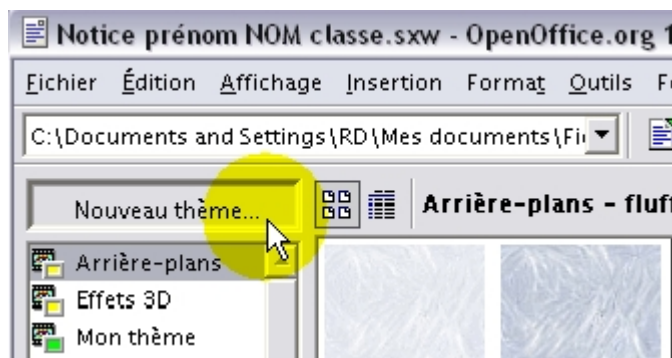 Notice prénom NOM classe.sxw - OpenOffice.org 1
Fichier Édition Affichage Insertion Format Outils
C:\Documents and Settings\RD\Mes documents\Fi
Nouveau thème... Arrière-plans - fluff
Arrière-plans
Effets 3D
Mon thème